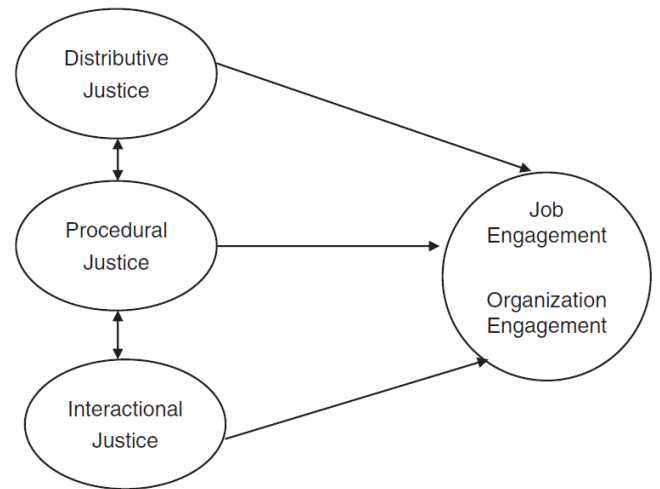 Distributive
Justice
Procedural
Justice
Interactional
Justice
Job
Engagement
Organization
Engagement